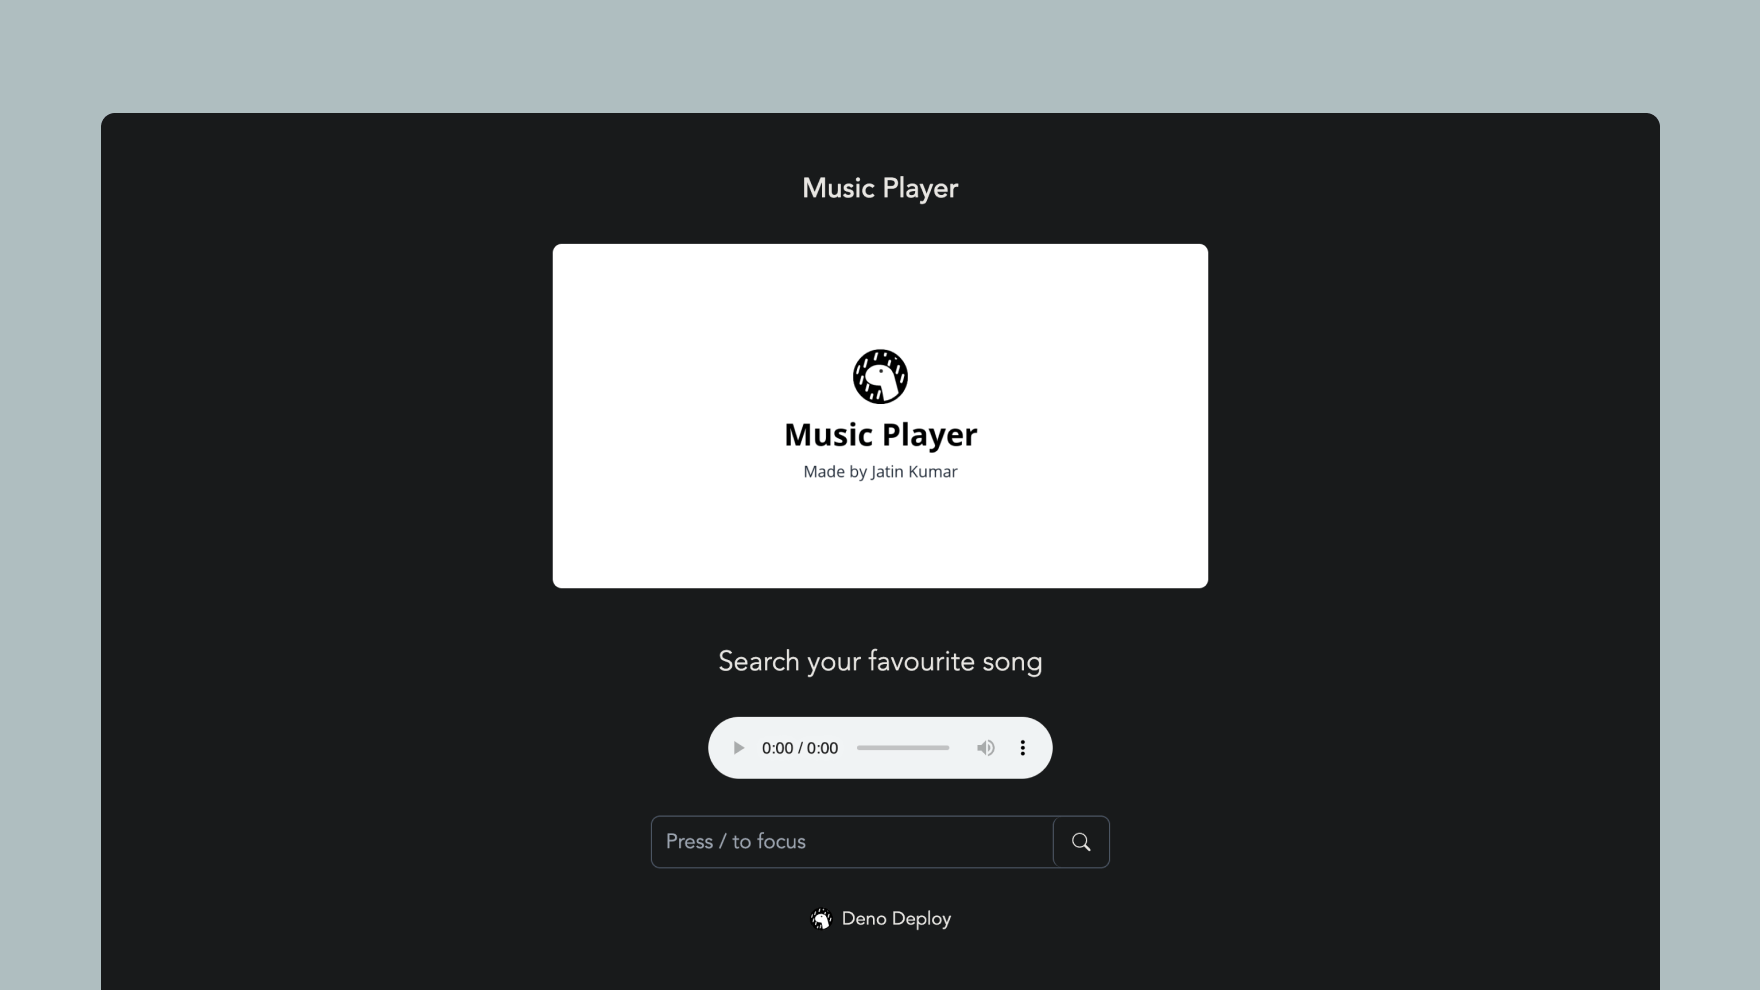 Music Player
Music Player
Made by Jatin Kumar
Search your favourite song
0:00 / 0:00
Press / to focus
Deno Deploy